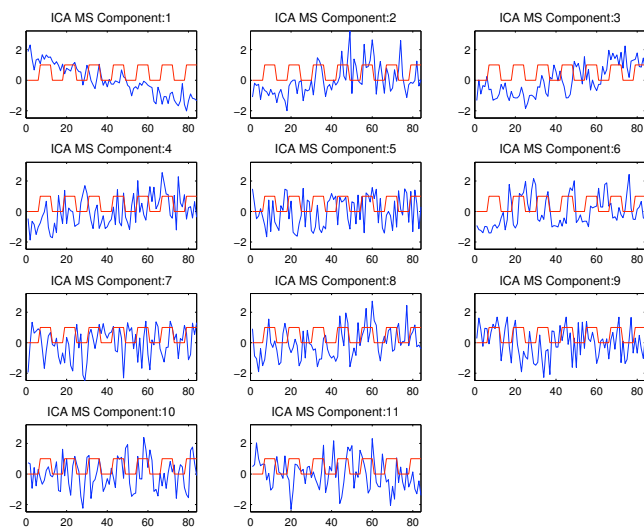 ICA MS Component:1 ICA MS Component:2 ICA MS Component:3
2 2 2
0 0 0
−2 −2 −2
0 20 40 60 80 0 20 40 60 80 0 20 40 60 80
ICA MS Component:4 ICA MS Component:5 ICA MS Component:6
2 2 2
0 0 0
−2 −2 −2
0 20 40 60 80 0 20 40 60 80 0 20 40 60 80
ICA MS Component:7 ICA MS Component:8 ICA MS Component:9
2 2 2
0 0 0
−2 −2 −2
0 20 40 60 80 0 20 40 60 80 0 20 40 60 80
ICA MS Component:10 ICA MS Component:11
2 2
0 0
−2 −2
0 20 40 60 80 0 20 40 60 80